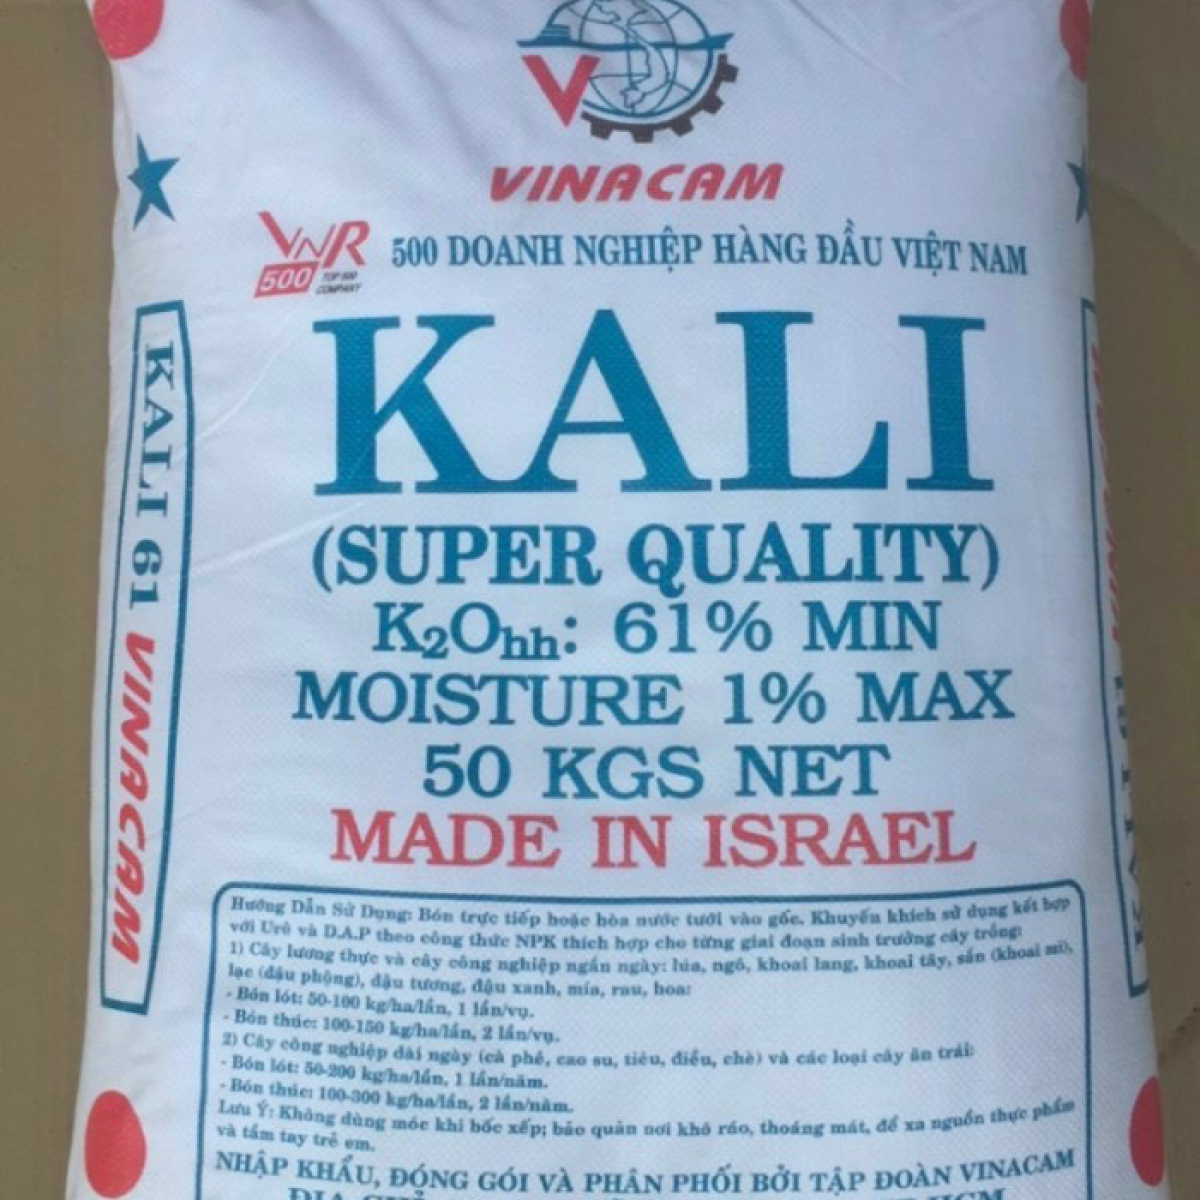 V
VINACAM
VNR
500 TOP 500
COMPANY
500 DOANH NGHIỆP HÀNG ĐẦU VIỆT NAM
KALI
(SUPER QUALITY)
K₂Ohh: 61% MIN
MOISTURE 1% MAX
50 KGS NET
MADE IN ISRAEL
KALI 61 VINACAM
Hướng Dẫn Sử Dụng: Bón trực tiếp hoặc hòa nước tưới vào gốc. Khuyến khích sử dụng kết hợp
với Urê và D.A.P theo công thức NPK thích hợp cho từng giai đoạn sinh trưởng cây trồng:
1) Cây lương thực và cây công nghiệp ngắn ngày: lúa, ngô, khoai lang, khoai tây, sắn (khoai mì),
lạc (đậu phộng), đậu tương, đậu xanh, mía, rau, hoa:
- Bón lót: 50-100 kg/ha/lần, 1 lần/vụ.
- Bón thúc: 100-150 kg/ha/lần, 2 lần/vụ.
2) Cây công nghiệp dài ngày (cà phê, cao su, tiêu, điều, chè) và các loại cây ăn trái:
- Bón lót: 50-200 kg/ha/lần, 1 lần/năm.
- Bón thúc: 100-300 kg/ha/lần, 2 lần/năm.
Lưu Ý: Không dùng móc khi bốc xếp; bảo quản nơi khô ráo, thoáng mát, để xa nguồn thực phẩm
và tầm tay trẻ em.
NHẬP KHẨU, ĐÓNG GÓI VÀ PHÂN PHỐI BỞI TẬP ĐOÀN VINACAM